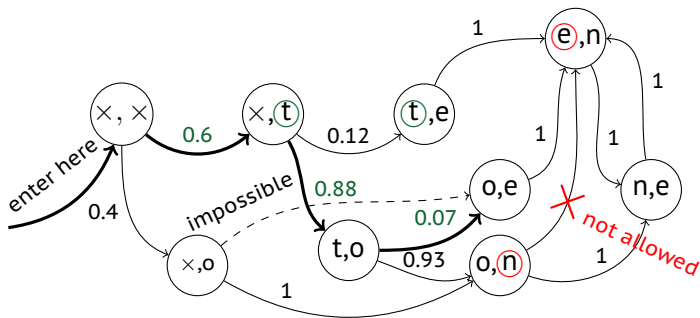 1
e,n
×, ×
0.6
×,t
0.12
t,e
1
1
1
enter here
0.4
impossible
0.88
0.07
o,e
n,e
×,o
t,o
0.93
o,n
not allowed
1
1